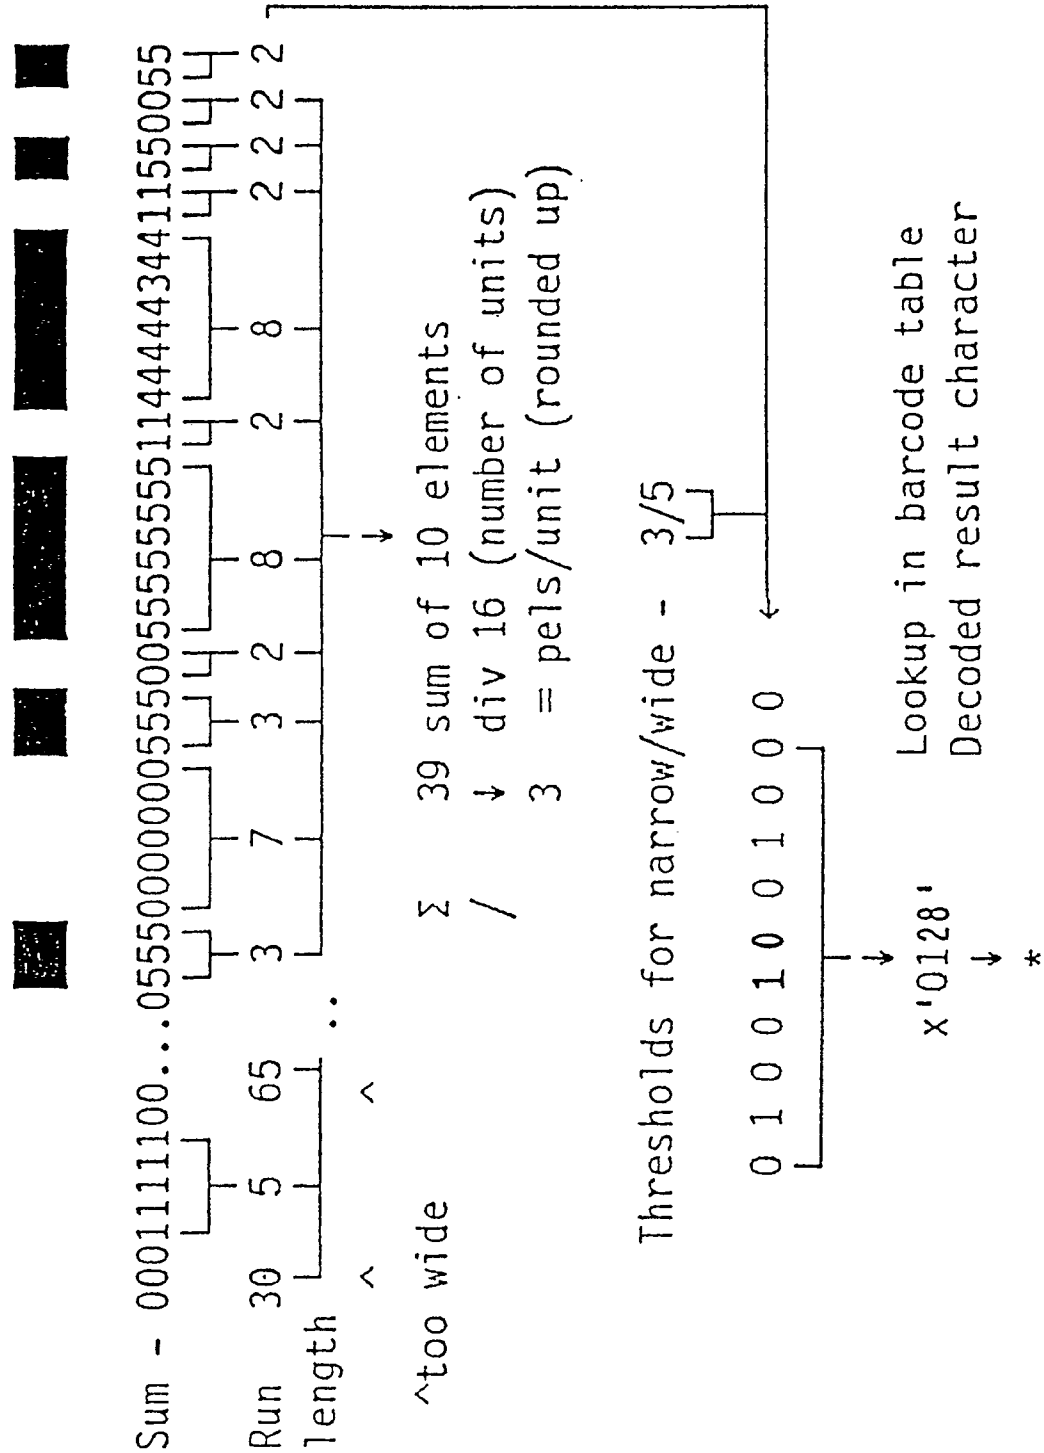 Sum - 0001111100....055500000005550055555555114444434411550055
Run 30 5 65 3 7 3 2 8 2 8 2 2 2 2
length ..
^ ^
^too wide
Σ 39 sum of 10 elements
/ ↓ div 16 (number of units)
3 = pels/unit (rounded up)
Thresholds for narrow/wide - 3/5
0 1 0 0 1 0 0 1 0 0 0
x'0128' Lookup in barcode table
↓ Decoded result character
*